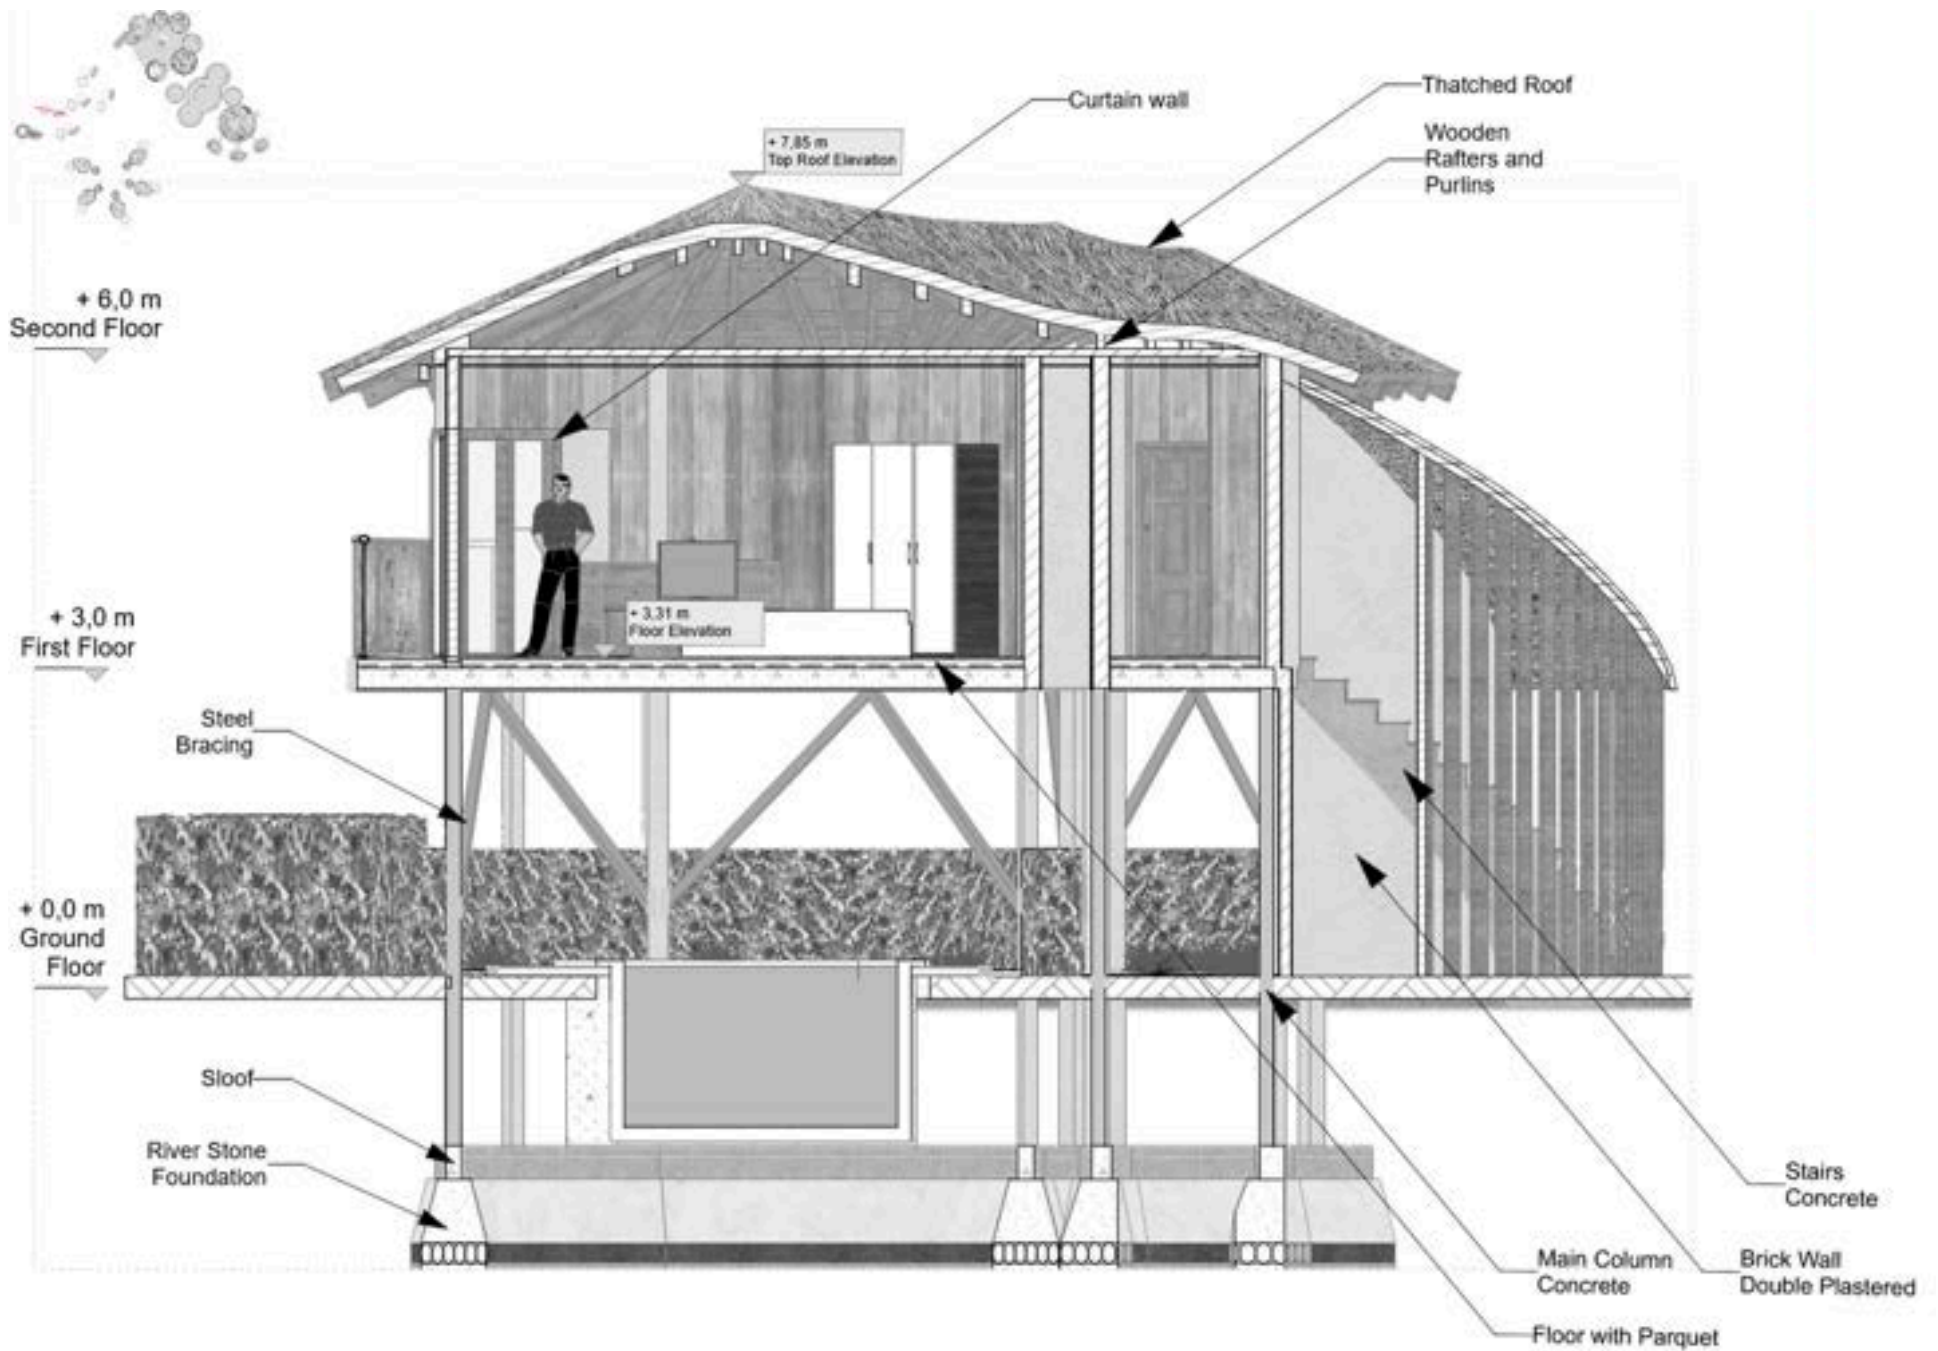 Curtain wall
Thatched Roof
+ 7,85 m
Top Roof Elevation
Wooden
Rafters and
Purlins
+ 6,0 m
Second Floor
+ 3,0 m
First Floor
+ 3,31 m
Floor Elevation
Steel
Bracing
+ 0,0 m
Ground
Floor
Sloof
River Stone
Foundation
Stairs
Concrete
Main Column
Concrete
Brick Wall
Double Plastered
Floor with Parquet